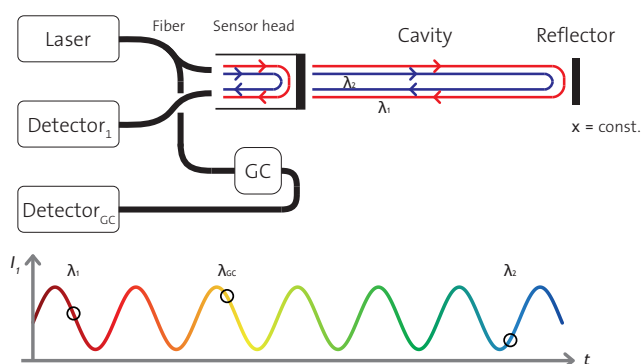 Fiber Sensor head Cavity Reflector
Laser
λ₂
λ₁
Detector₁
x = const.
GC
Detector_GC
I₁ λ₁ λ_GC λ₂
t